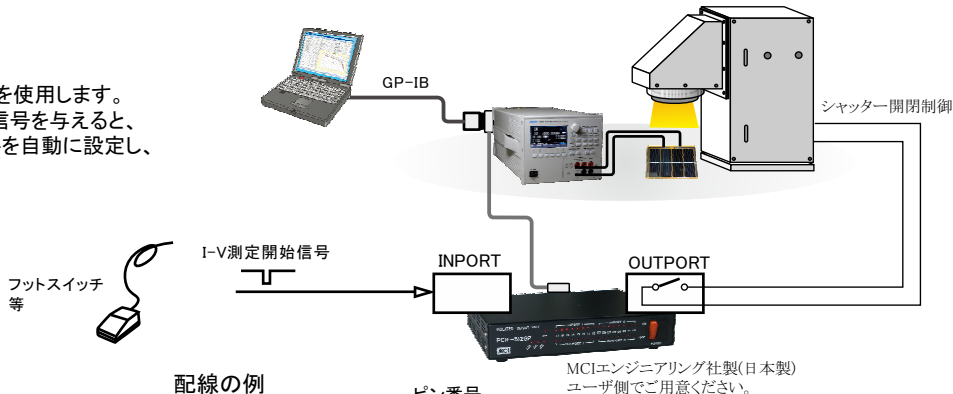 GP-IB
を使用します。
信号を与えると、
を自動に設定し、
シャッター開閉制御
I-V測定開始信号
INPORT
OUTPORT
フットスイッチ
等
MCIエンジニアリング社製(日本製)
ユーザ側でご用意ください。
配線の例
ピン番号